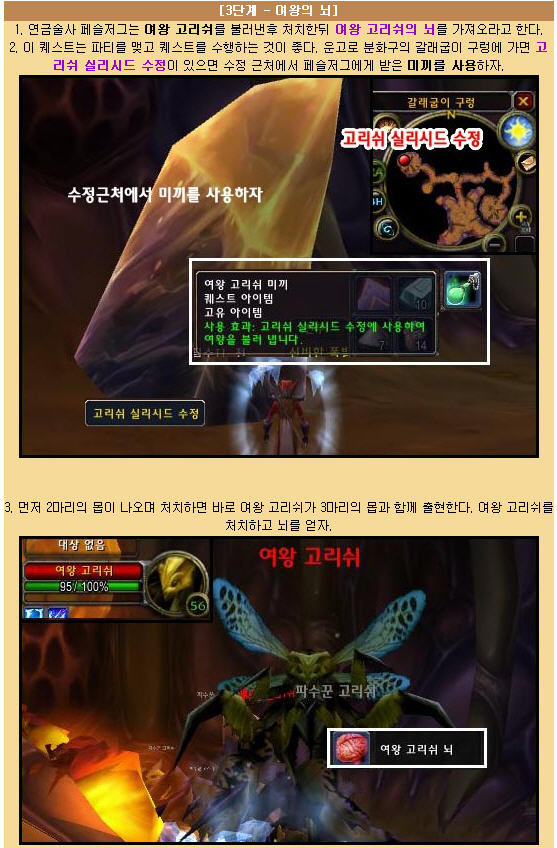 [3단계 - 여왕의 뇌]
1. 연금술사 페슬저그는 여왕 고리쉬를 불러낸후 처치한뒤 여왕 고리쉬의 뇌를 가져오라고 한다.
2. 이 퀘스트는 파티를 맺고 퀘스트를 수행하는 것이 좋다. 운고로 분화구의 갈래굽이 구렁에 가면 고
리쉬 실리시드 수정이 있으면 수정 근처에서 페슬저그에게 받은 미끼를 사용하자.
갈래굽이 구렁
N
고리쉬 실리시드 수정
수정근처에서 미끼를 사용하자
여왕 고리쉬 미끼
퀘스트 아이템
고유 아이템
사용 효과: 고리쉬 실리시드 수정에 사용하여
여왕을 불러 냅니다.
10
7
14
고리쉬 실리시드 수정
3. 먼저 2마리의 몹이 나오며 처치하면 바로 여왕 고리쉬가 3마리의 몹과 함께 출현한다. 여왕 고리쉬를
처치하고 뇌를 얻자.
대상 없음
여왕 고리쉬
95 / 100%
56
여왕 고리쉬
파수꾼
파수꾼 고리쉬
여왕 고리쉬 뇌